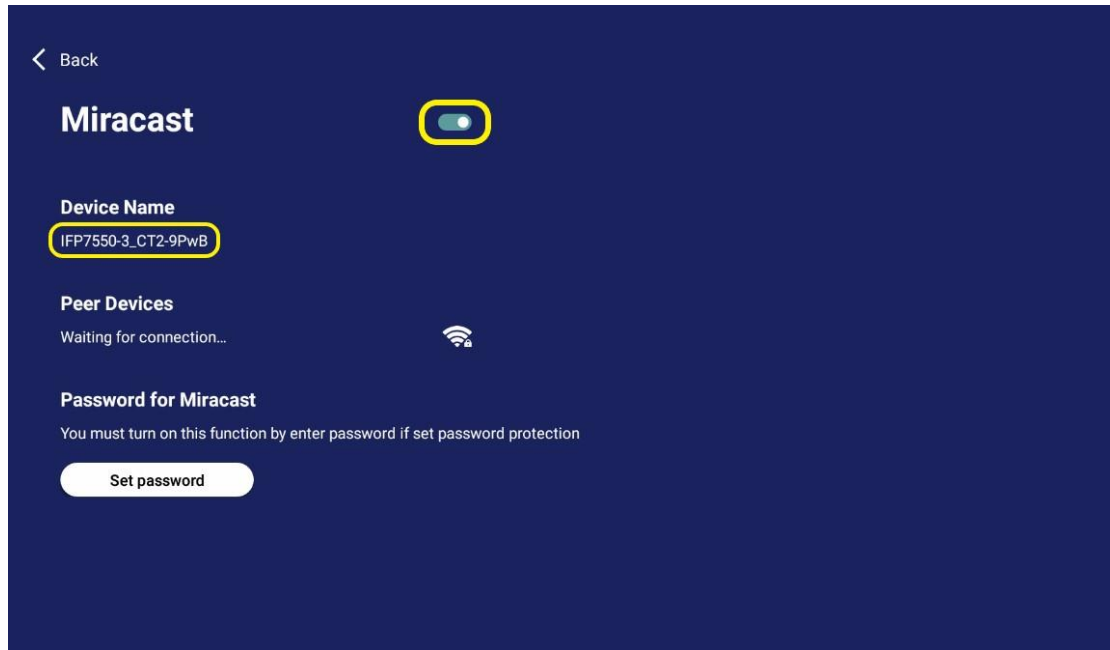 Back
Miracast
Device Name
IFP7550-3_CT2-9PwB
Peer Devices
Waiting for connection...
Password for Miracast
You must turn on this function by enter password if set password protection
Set password